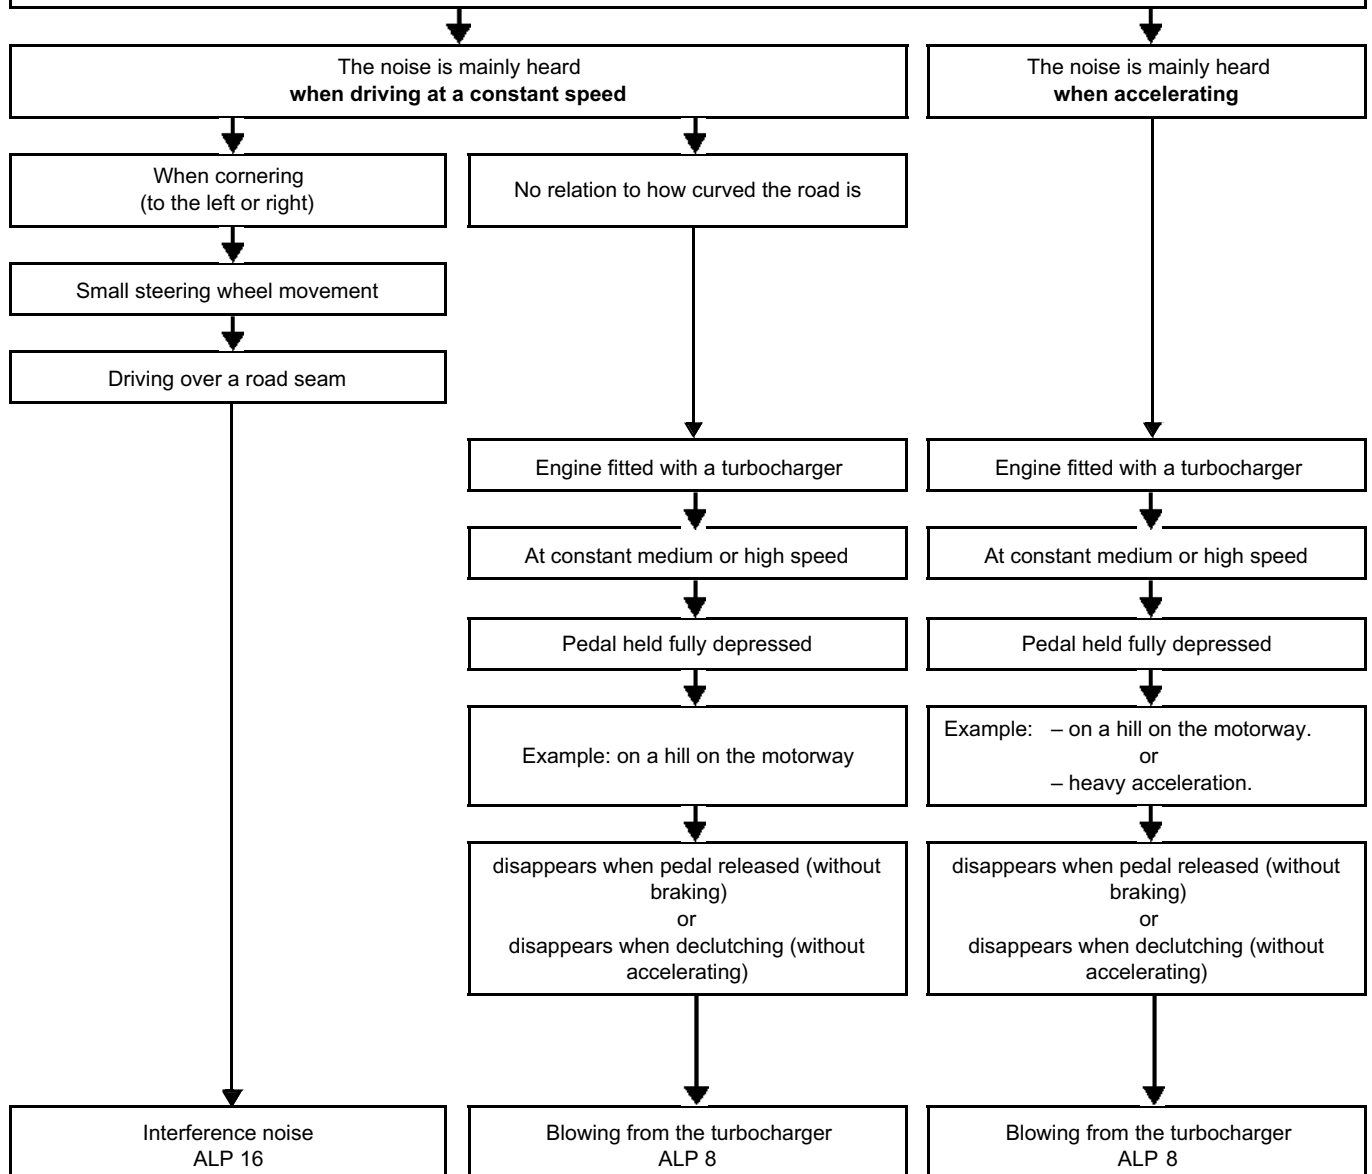 The noise is mainly heard
when driving at a constant speed
The noise is mainly heard
when accelerating
When cornering
(to the left or right)
No relation to how curved the road is
Small steering wheel movement
Driving over a road seam
Engine fitted with a turbocharger
Engine fitted with a turbocharger
At constant medium or high speed
At constant medium or high speed
Pedal held fully depressed
Pedal held fully depressed
Example: on a hill on the motorway
Example: – on a hill on the motorway.
or
– heavy acceleration.
disappears when pedal released (without
braking)
or
disappears when declutching (without
accelerating)
disappears when pedal released (without
braking)
or
disappears when declutching (without
accelerating)
Interference noise
ALP 16
Blowing from the turbocharger
ALP 8
Blowing from the turbocharger
ALP 8